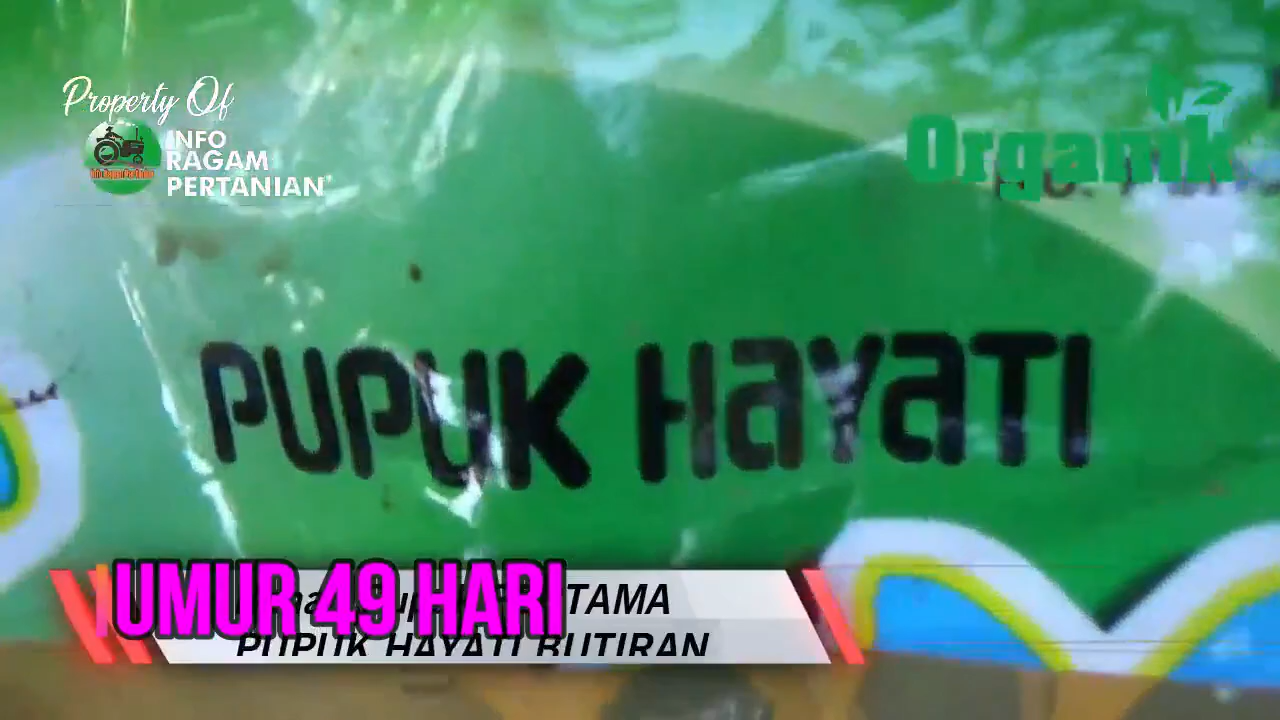 Property Of
INFO
RAGAM
PERTANIAN
Organik
PUPUK HAYATI
UMUR 49 HARI
TAMA
PUPUK HAYATI BUTIRAN